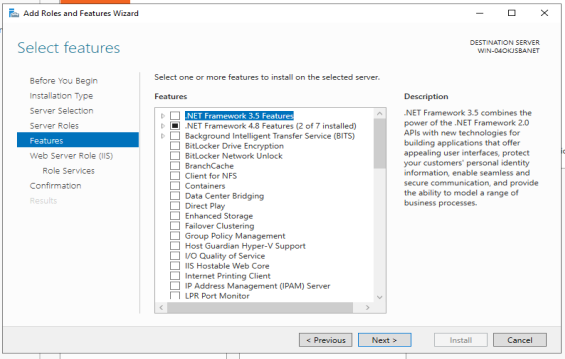 Add Roles and Features Wizard
Select features
DESTINATION SERVER
Before You Begin
Installation Type
Server Selection
Server Roles
Features
Web Server Role (IIS)
Role Services
Confirmation
Results
Select one or more features to install on the selected server.
Features
.NET Framework 3.5 Features
.NET Framework 4.8 Features (2 of 7 installed)
Background Intelligent Transfer Service (BITS)
BitLocker Drive Encryption
BitLocker Network Unlock
BranchCache
Client for NFS
Containers
Data Center Bridging
Direct Play
Enhanced Storage
Failover Clustering
Group Policy Management
Host Guardian Hyper-V Support
I/O Quality of Service
IIS Hostable Web Core
Internet Printing Client
IP Address Management (IPAM) Server
LPR Port Monitor
Description
.NET Framework 3.5 combines the
power of the .NET Framework 2.0
APIs with new technologies for
building applications that offer
appealing user interfaces, protect
your customers' personal identity
information, enable seamless and
secure communication, and provide
the ability to model a range of
business processes.
< Previous
Next >
Install
Cancel